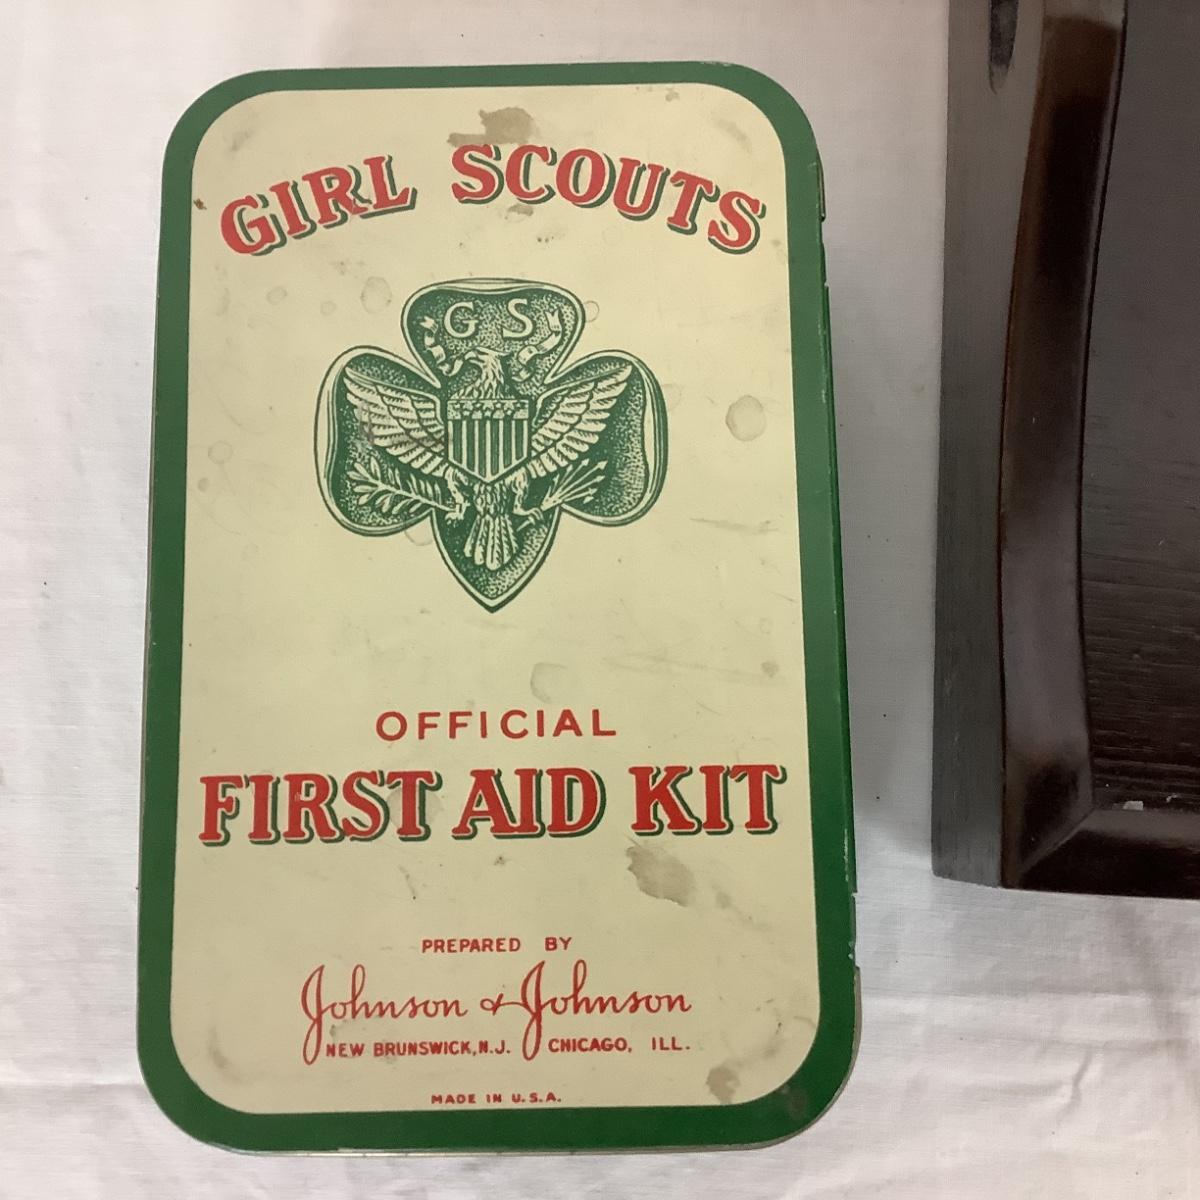 GIRL SCOUTS
G S
OFFICIAL
FIRST AID KIT
PREPARED BY
Johnson & Johnson
NEW BRUNSWICK, N.J. CHICAGO, ILL.
MADE IN U.S.A.